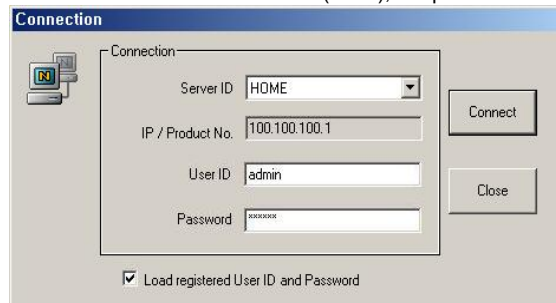 Connection
Connection
Server ID HOME
IP / Product No. 100.100.100.1
Connect
User ID admin
Close
Password xxxxxx
Load registered User ID and Password